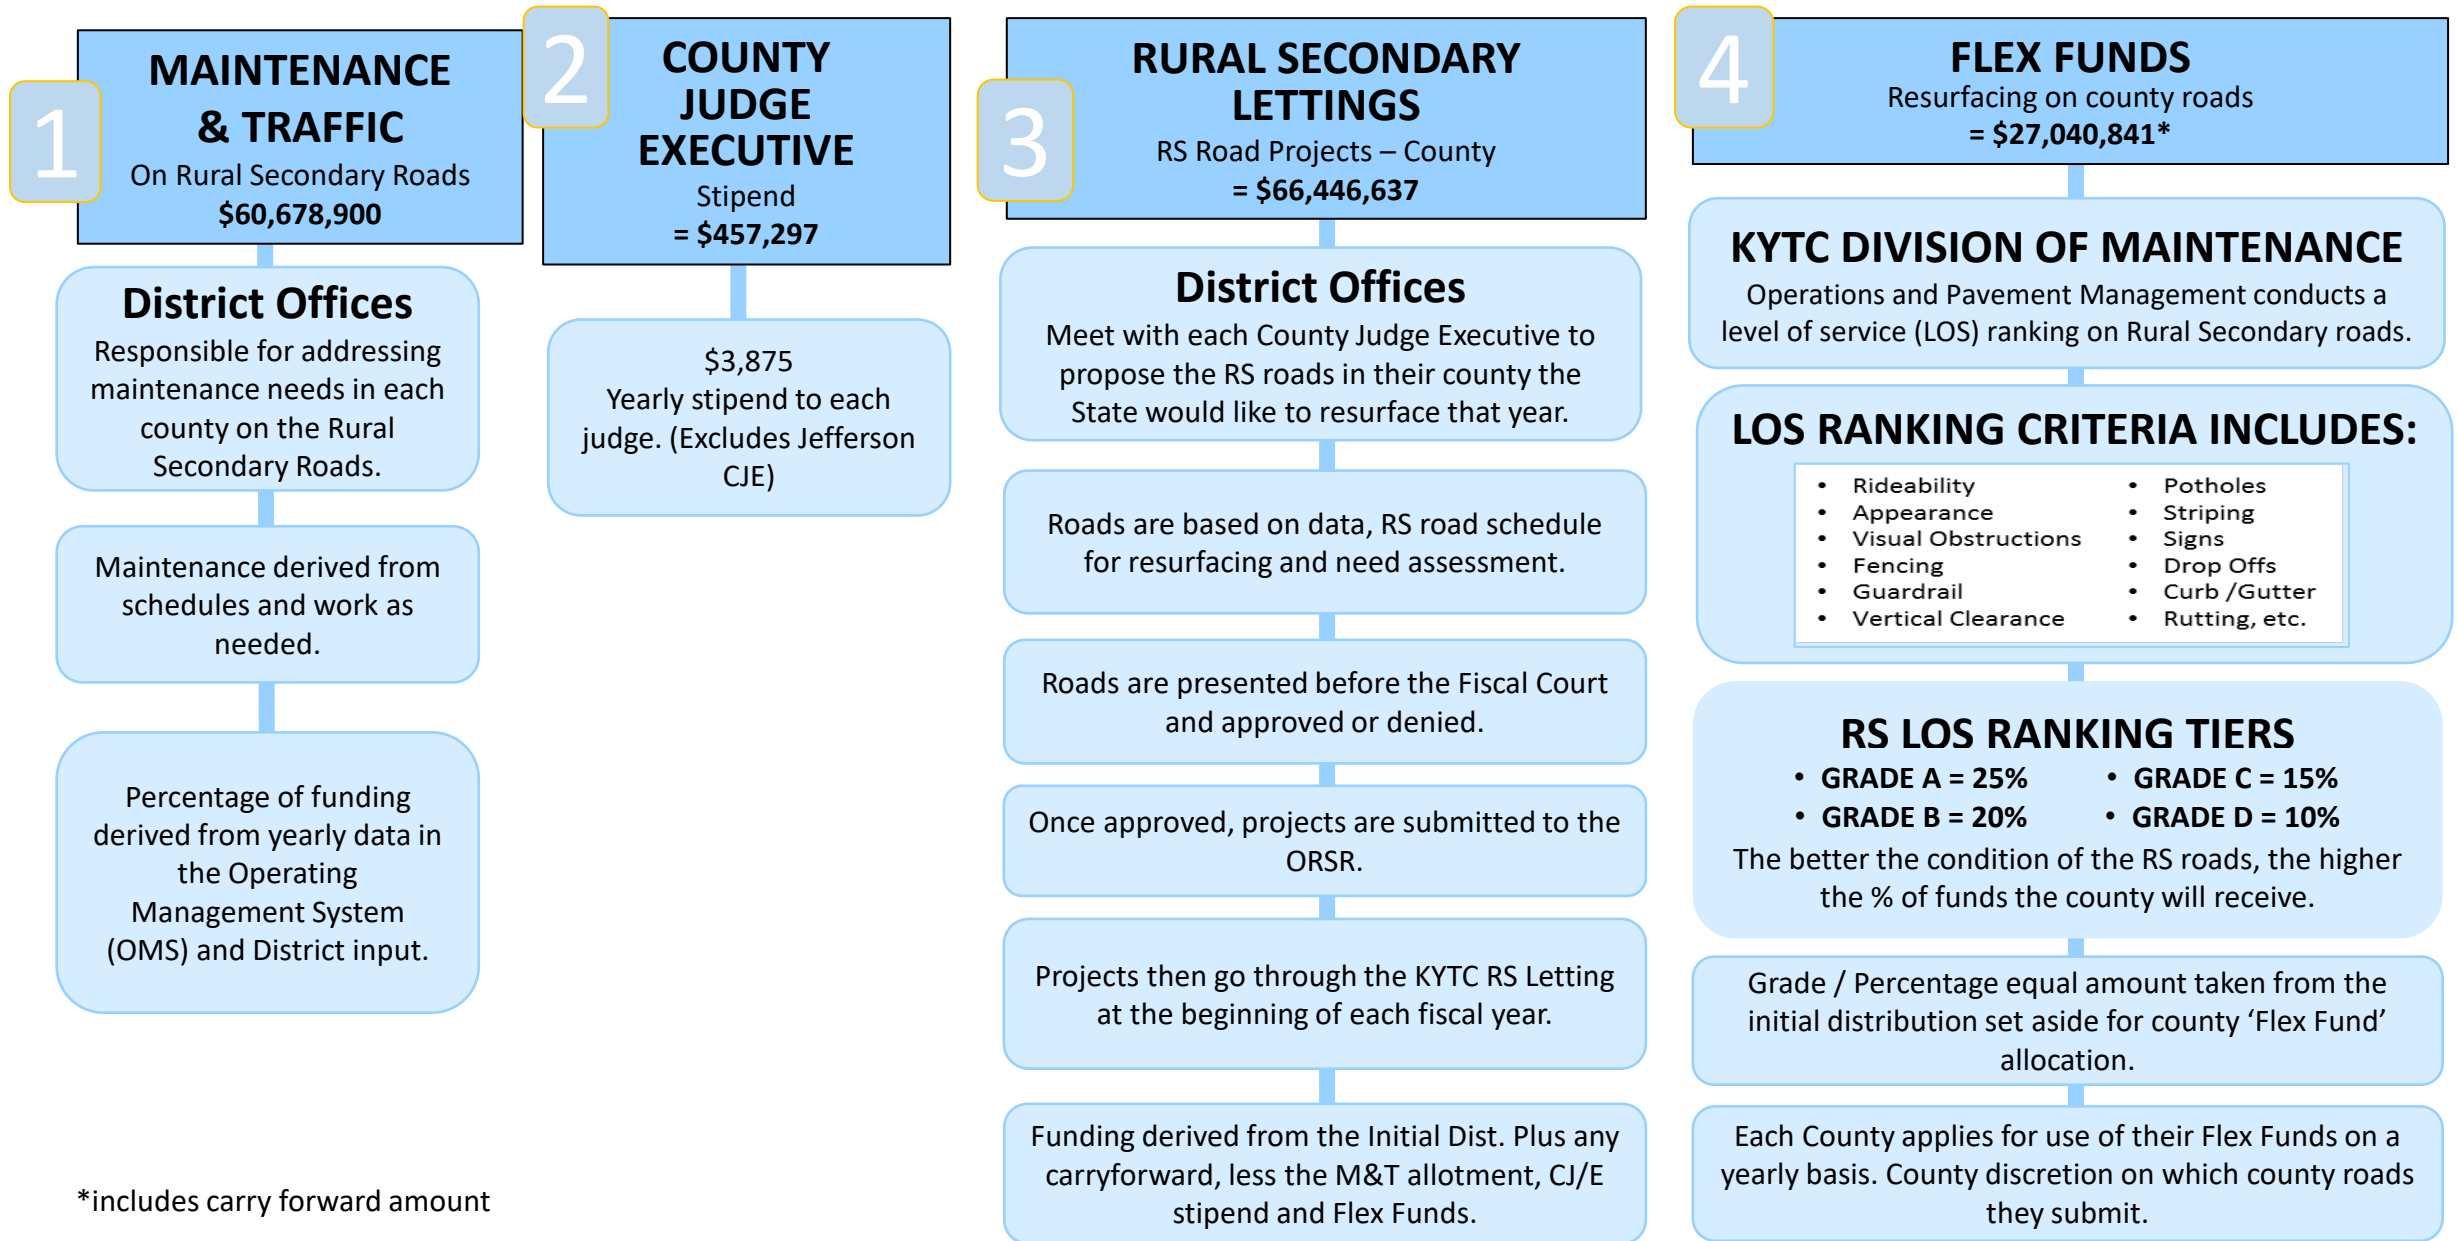 1
MAINTENANCE
& TRAFFIC
On Rural Secondary Roads
$60,678,900
District Offices
Responsible for addressing
maintenance needs in each
county on the Rural
Secondary Roads.
Maintenance derived from
schedules and work as
needed.
Percentage of funding
derived from yearly data in
the Operating
Management System
(OMS) and District input.
*includes carry forward amount
2
COUNTY
JUDGE
EXECUTIVE
Stipend
= $457,297
$3,875
Yearly stipend to each
judge. (Excludes Jefferson
CJE)
3
RURAL SECONDARY
LETTINGS
RS Road Projects – County
= $66,446,637
District Offices
Meet with each County Judge Executive to
propose the RS roads in their county the
State would like to resurface that year.
Roads are based on data, RS road schedule
for resurfacing and need assessment.
Roads are presented before the Fiscal Court
and approved or denied.
Once approved, projects are submitted to the
ORSR.
Projects then go through the KYTC RS Letting
at the beginning of each fiscal year.
Funding derived from the Initial Dist. Plus any
carryforward, less the M&T allotment, CJ/E
stipend and Flex Funds.
4
FLEX FUNDS
Resurfacing on county roads
= $27,040,841*
KYTC DIVISION OF MAINTENANCE
Operations and Pavement Management conducts a
level of service (LOS) ranking on Rural Secondary roads.
LOS RANKING CRITERIA INCLUDES:
• Rideability
• Appearance
• Visual Obstructions
• Fencing
• Guardrail
• Vertical Clearance
• Potholes
• Striping
• Signs
• Drop Offs
• Curb /Gutter
• Rutting, etc.
RS LOS RANKING TIERS
• GRADE A = 25%
• GRADE B = 20%
• GRADE C = 15%
• GRADE D = 10%
The better the condition of the RS roads, the higher
the % of funds the county will receive.
Grade / Percentage equal amount taken from the
initial distribution set aside for county ‘Flex Fund’
allocation.
Each County applies for use of their Flex Funds on a
yearly basis. County discretion on which county roads
they submit.